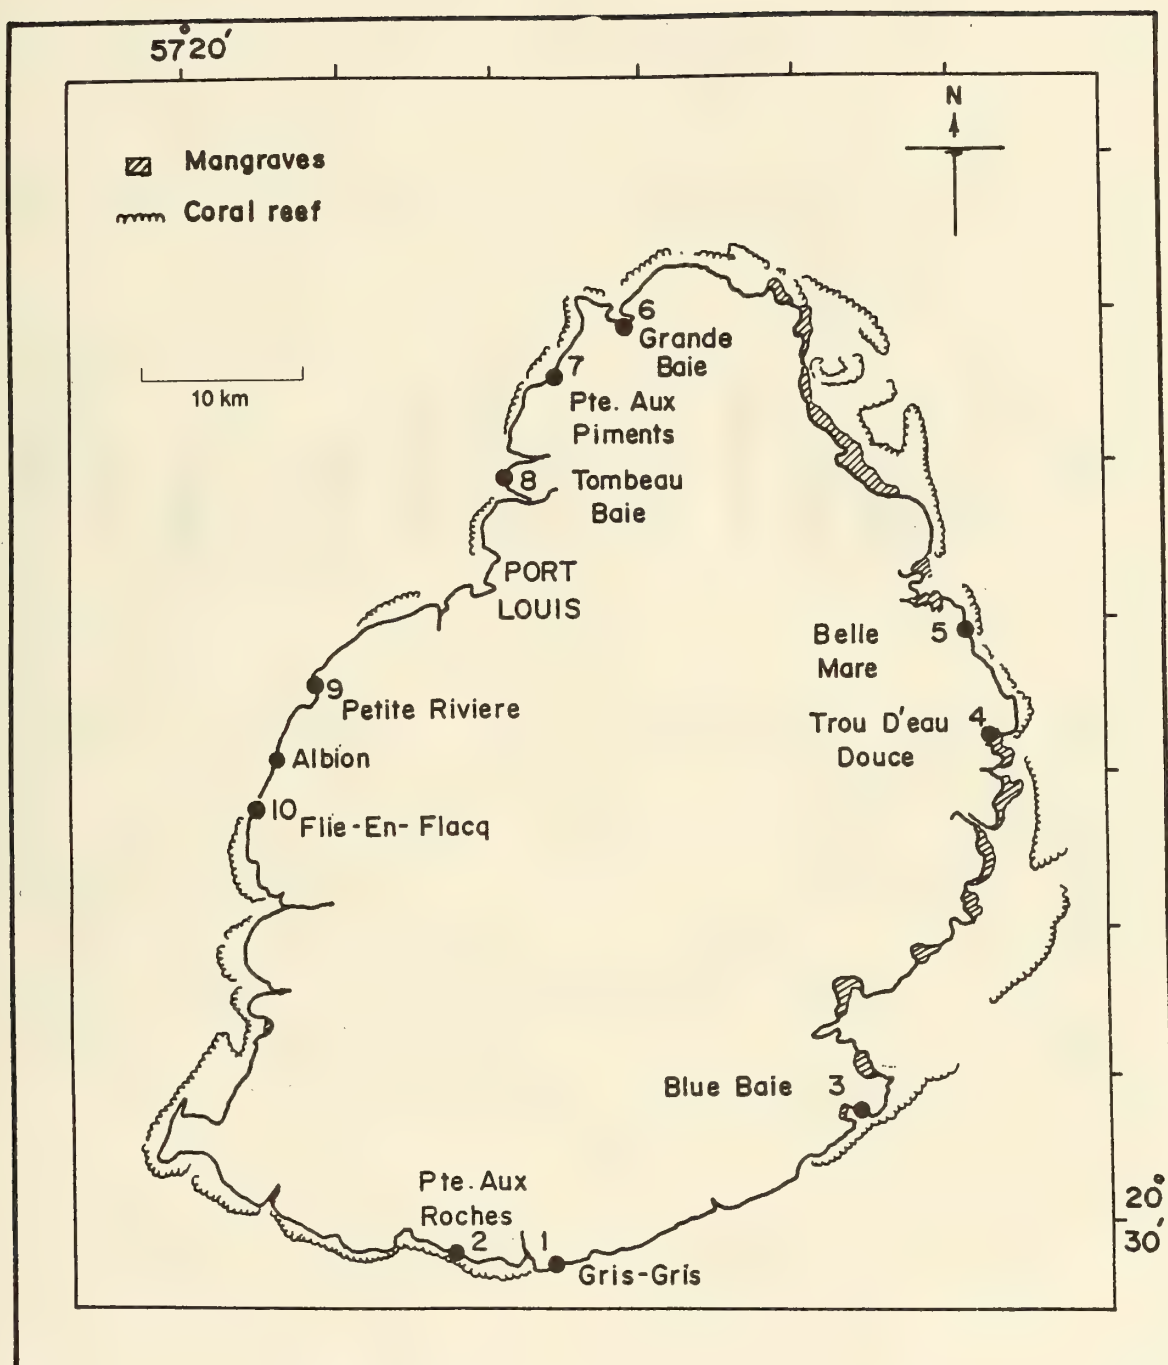 57°20'
N
Mangraves
Coral reef
10 km
6
Grande
Baie
7
Pte. Aux
Piments
8
Tombeau
Baie
PORT
LOUIS
5
Belle
Mare
9
Petite Riviere
4
Trou D'eau
Douce
Albion
10
Flie-En-Flacq
Blue Baie
3
Pte. Aux
Roches
2
1
Gris-Gris
20°
30'